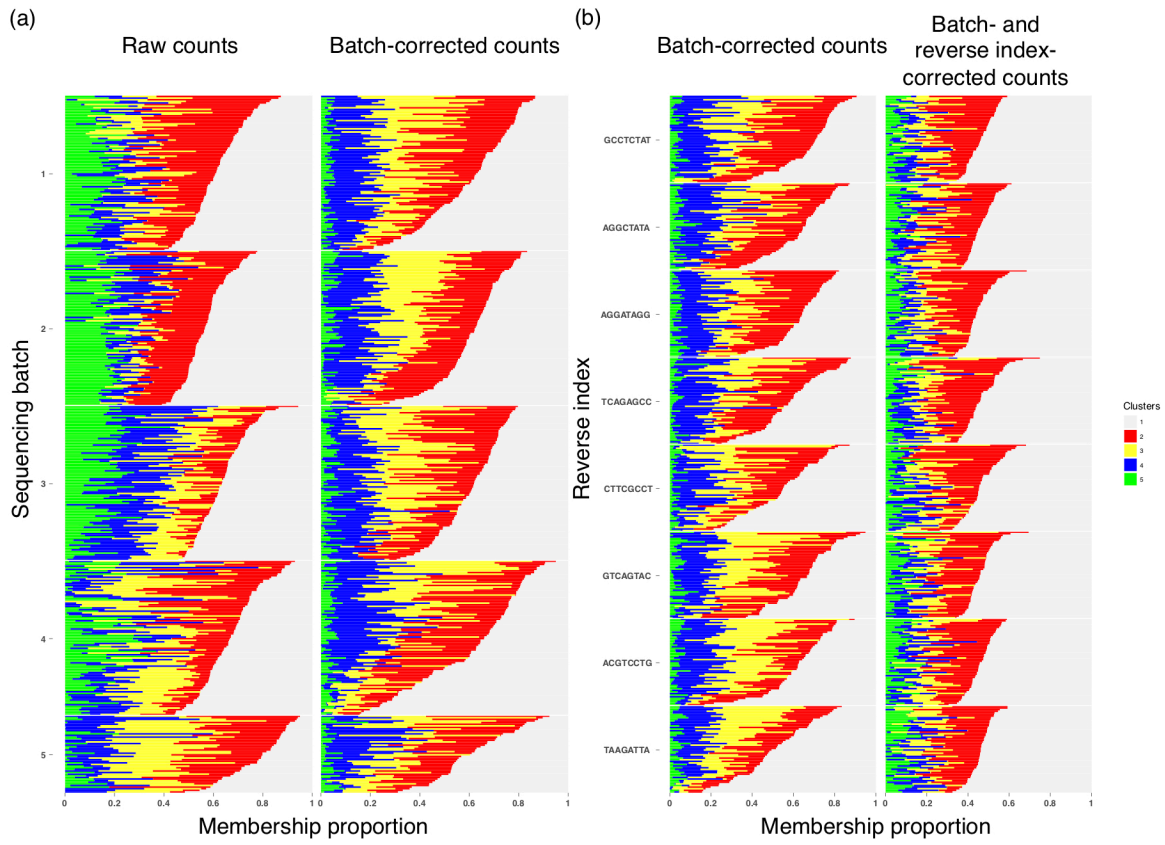 (a)
Raw counts
Batch-corrected counts
Sequencing batch
1
2
3
4
5
0
0.2
0.4
0.6
0.8
1
0
0.2
0.4
0.6
0.8
1
Membership proportion
(b)
Batch-corrected counts
Batch- and
reverse index-
corrected counts
Reverse index
GCCTCTAT
AGGCTATA
AGGATAGG
TCAGAGCC
CTTCGCCT
GTCAGTAC
ACGTCCTG
TAAGATTA
0
0.2
0.4
0.6
0.8
1
0
0.2
0.4
0.6
0.8
1
Membership proportion
Clusters
1
2
3
4
5